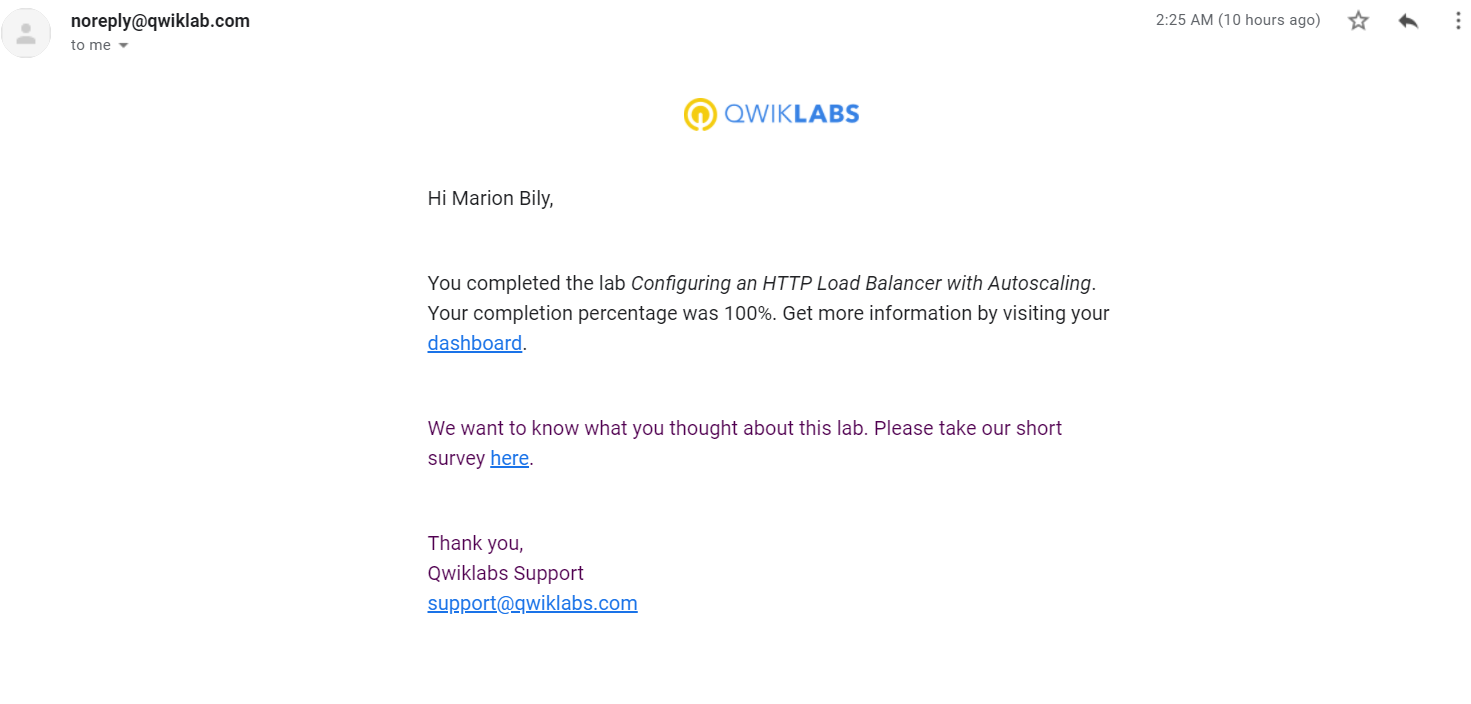 noreply@qwiklab.com
2:25 AM (10 hours ago)
to me
QWIKLABS
Hi Marion Bily,
You completed the lab Configuring an HTTP Load Balancer with Autoscaling.
Your completion percentage was 100%. Get more information by visiting your
dashboard.
We want to know what you thought about this lab. Please take our short
survey here.
Thank you,
Qwiklabs Support
support@qwiklabs.com